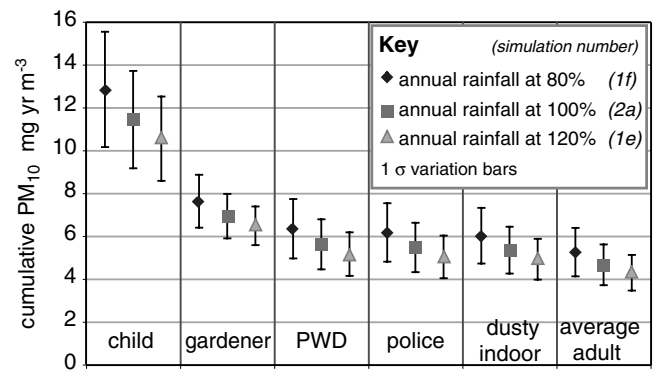 cumulative PM10 mg yr m-3
16
14
12
10
8
6
4
2
0
Key (simulation number)
annual rainfall at 80% (1f)
annual rainfall at 100% (2a)
annual rainfall at 120% (1e)
1 σ variation bars
child
gardener
PWD
police
dusty
indoor
average
adult